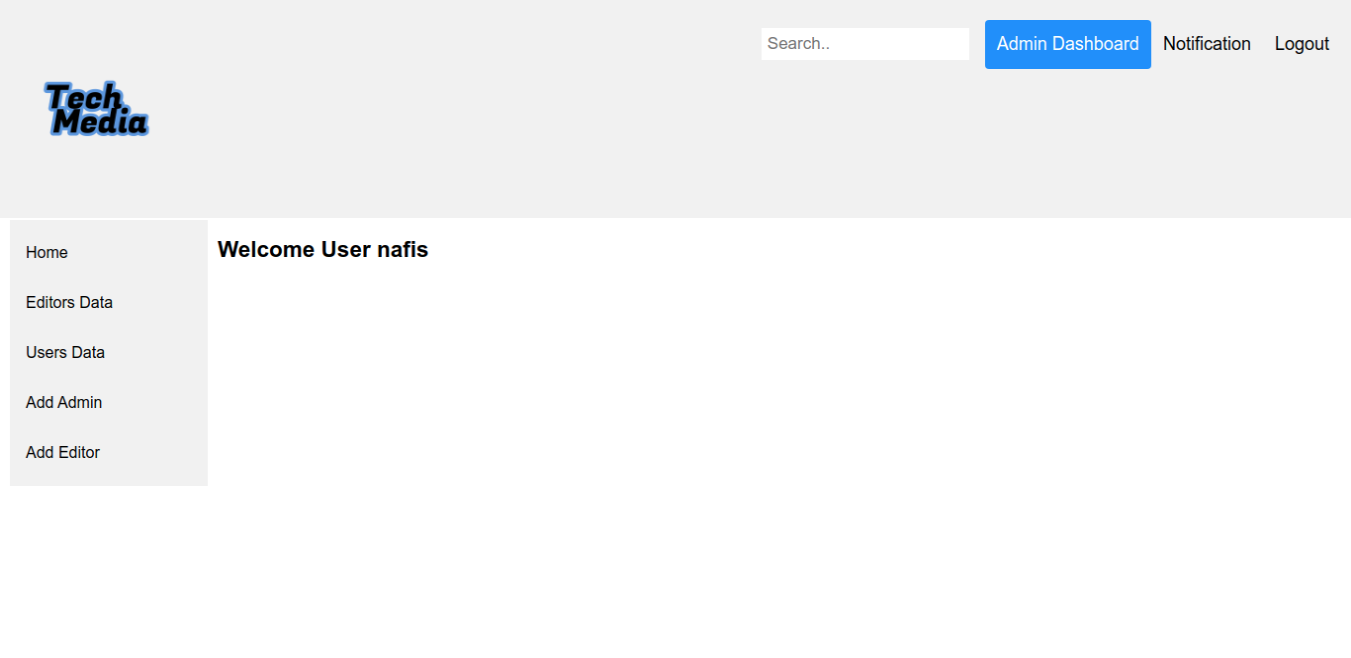 Search..
Admin Dashboard
Notification
Logout
Tech
Media
Home
Editors Data
Users Data
Add Admin
Add Editor
Welcome User nafis